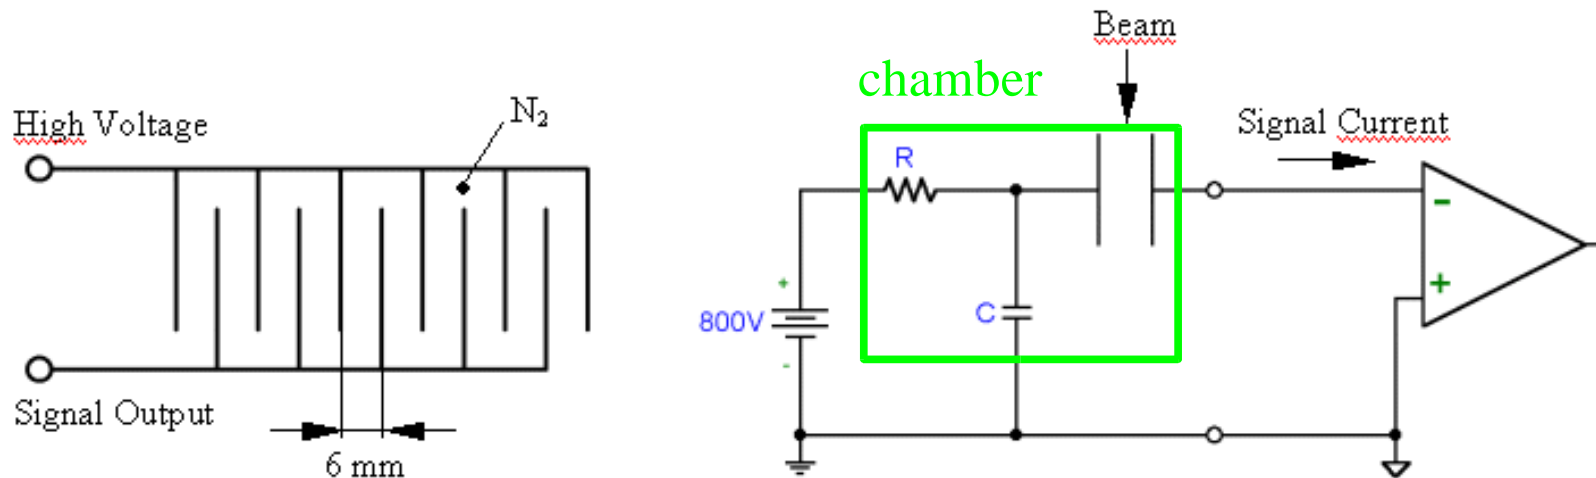 High Voltage
N2
Signal Output
6 mm
Beam
chamber
Signal Current
R
C
+
800V
-
-
+